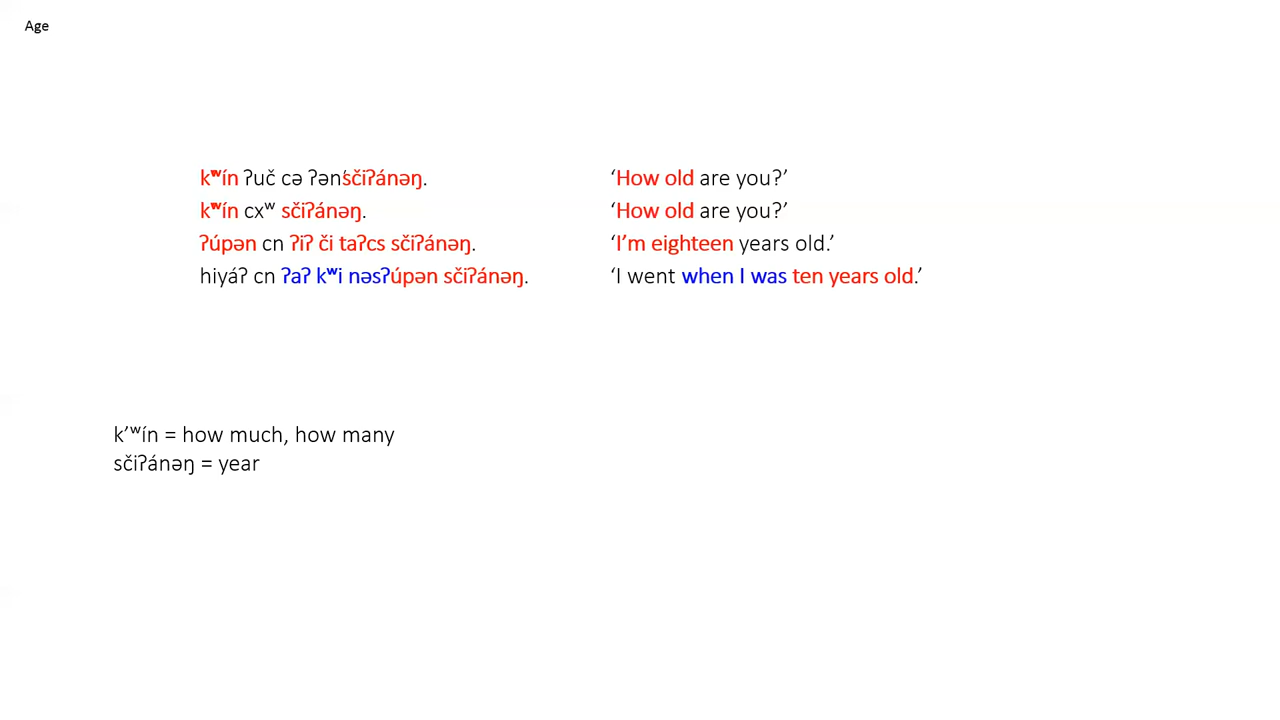 Age
kʷín ʔuč cə ʔən̓sčiʔánəŋ. ‘How old are you?’
kʷín cxʷ sčiʔánəŋ. ‘How old are you?’
ʔúpən cn ʔiʔ či taʔcs sčiʔánəŋ. ‘I’m eighteen years old.’
hiyáʔ cn ʔaʔ kʷi nəsʔúpən sčiʔánəŋ. ‘I went when I was ten years old.’
k’ʷín = how much, how many
sčiʔánəŋ = year